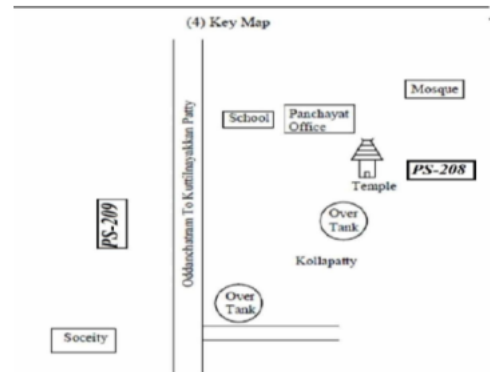 (4) Key Map
Mosque
School
Panchayat
Office
PS-208
Temple
Oddanchatram To Kuttilnayakkan Patty
PS-209
Over
Tank
Kollapatty
Over
Tank
Soceity